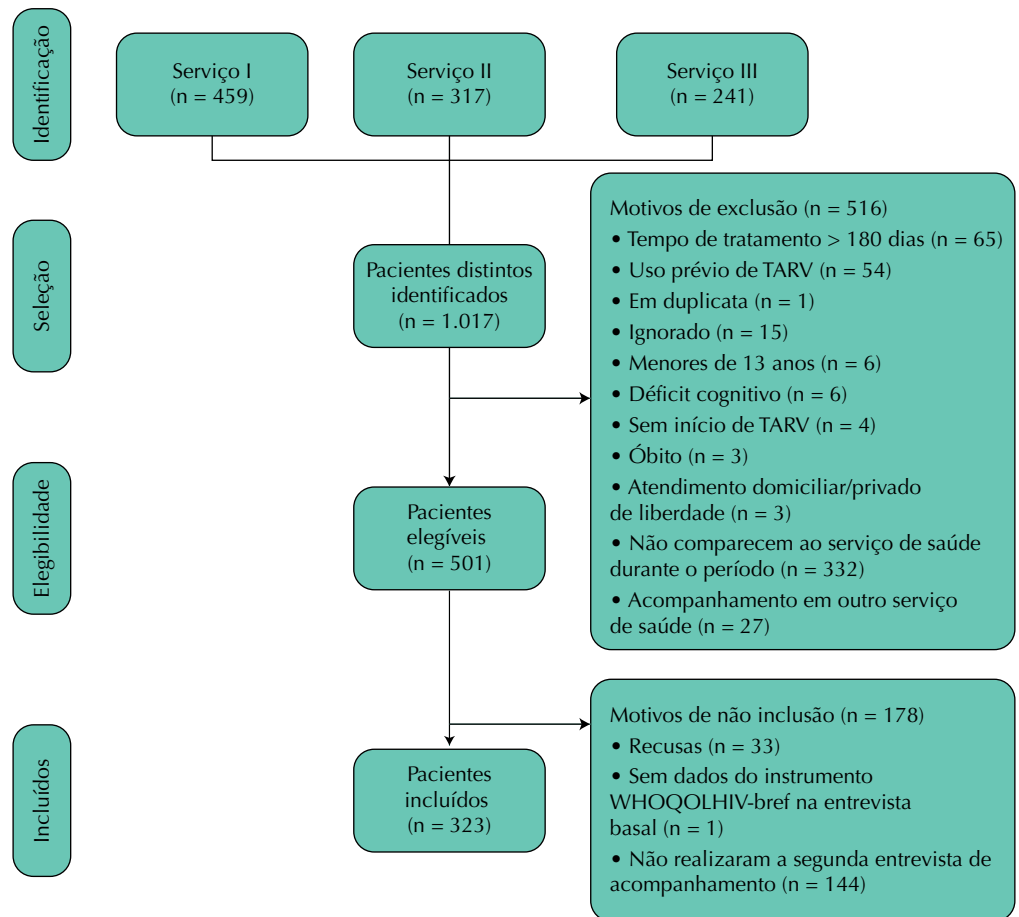 Identificação
Serviço I
(n = 459)
Serviço II
(n = 317)
Serviço III
(n = 241)
Seleção
Pacientes distintos
identificados
(n = 1.017)
Motivos de exclusão (n = 516)
• Tempo de tratamento > 180 dias (n = 65)
• Uso prévio de TARV (n = 54)
• Em duplicata (n = 1)
• Ignorado (n = 15)
• Menores de 13 anos (n = 6)
• Déficit cognitivo (n = 6)
• Sem início de TARV (n = 4)
• Óbito (n = 3)
• Atendimento domiciliar/privado
de liberdade (n = 3)
• Não comparecem ao serviço de saúde
durante o período (n = 332)
• Acompanhamento em outro serviço
de saúde (n = 27)
Elegibilidade
Pacientes
elegíveis
(n = 501)
Incluídos
Pacientes
incluídos
(n = 323)
Motivos de não inclusão (n = 178)
• Recusas (n = 33)
• Sem dados do instrumento
WHOQOLHIV-bref na entrevista
basal (n = 1)
• Não realizaram a segunda entrevista de
acompanhamento (n = 144)